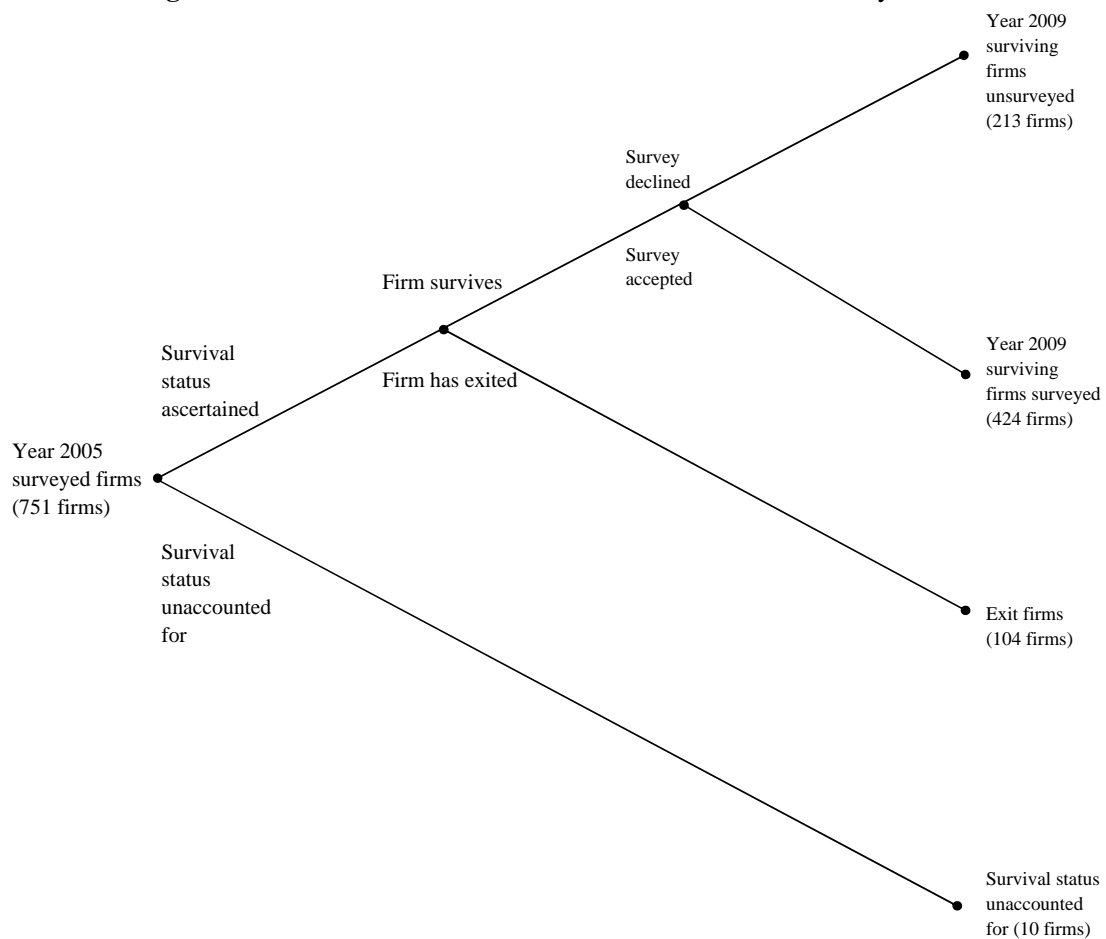 Year 2009
surviving
firms
unsurveyed
(213 firms)
Survey
declined
Survey
accepted
Firm survives
Year 2009
surviving
firms surveyed
(424 firms)
Survival
status
ascertained
Firm has exited
Year 2005
surveyed firms
(751 firms)
Survival
status
unaccounted
for
Exit firms
(104 firms)
Survival status
unaccounted
for (10 firms)